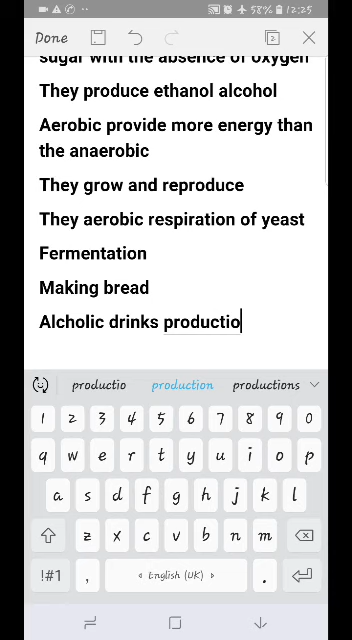 58% 12:25
Done
sugar with the absence of oxygen
They produce ethanol alcohol
Aerobic provide more energy than
the anaerobic
They grow and reproduce
They aerobic respiration of yeast
Fermentation
Making bread
Alcholic drinks productio
productio production productions
1 2 3 4 5 6 7 8 9 0
q w e r t y u i o p
a s d f g h j k l
z x c v b n m
!#1 , English (UK) .